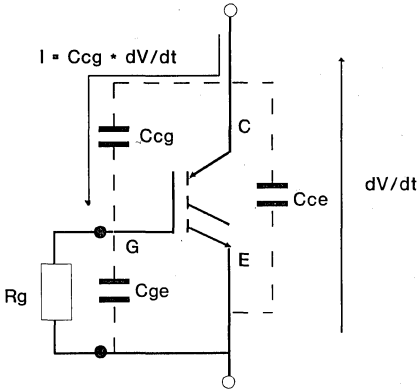 I = Ccg * dV/dt
Ccg
C
Cce
dV/dt
G
E
Rg
Cge